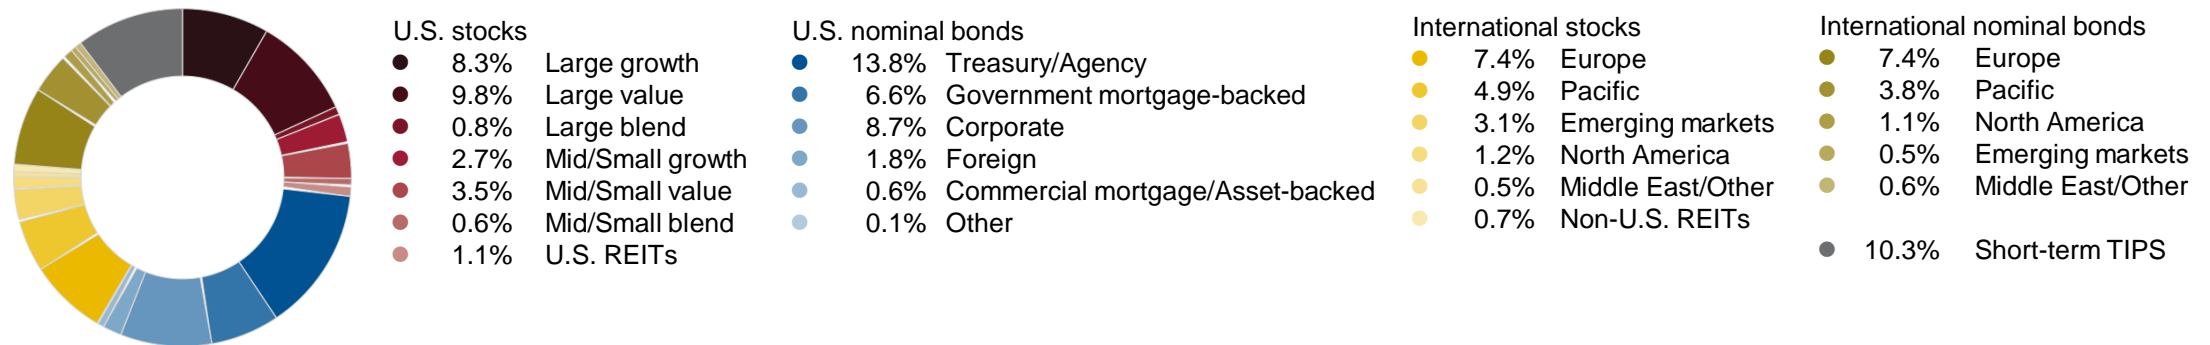 U.S. stocks
8.3% Large growth
9.8% Large value
0.8% Large blend
2.7% Mid/Small growth
3.5% Mid/Small value
0.6% Mid/Small blend
1.1% U.S. REITs
U.S. nominal bonds
13.8% Treasury/Agency
6.6% Government mortgage-backed
8.7% Corporate
1.8% Foreign
0.6% Commercial mortgage/Asset-backed
0.1% Other
International stocks
7.4% Europe
4.9% Pacific
3.1% Emerging markets
1.2% North America
0.5% Middle East/Other
0.7% Non-U.S. REITs
International nominal bonds
7.4% Europe
3.8% Pacific
1.1% North America
0.5% Emerging markets
0.6% Middle East/Other
10.3% Short-term TIPS